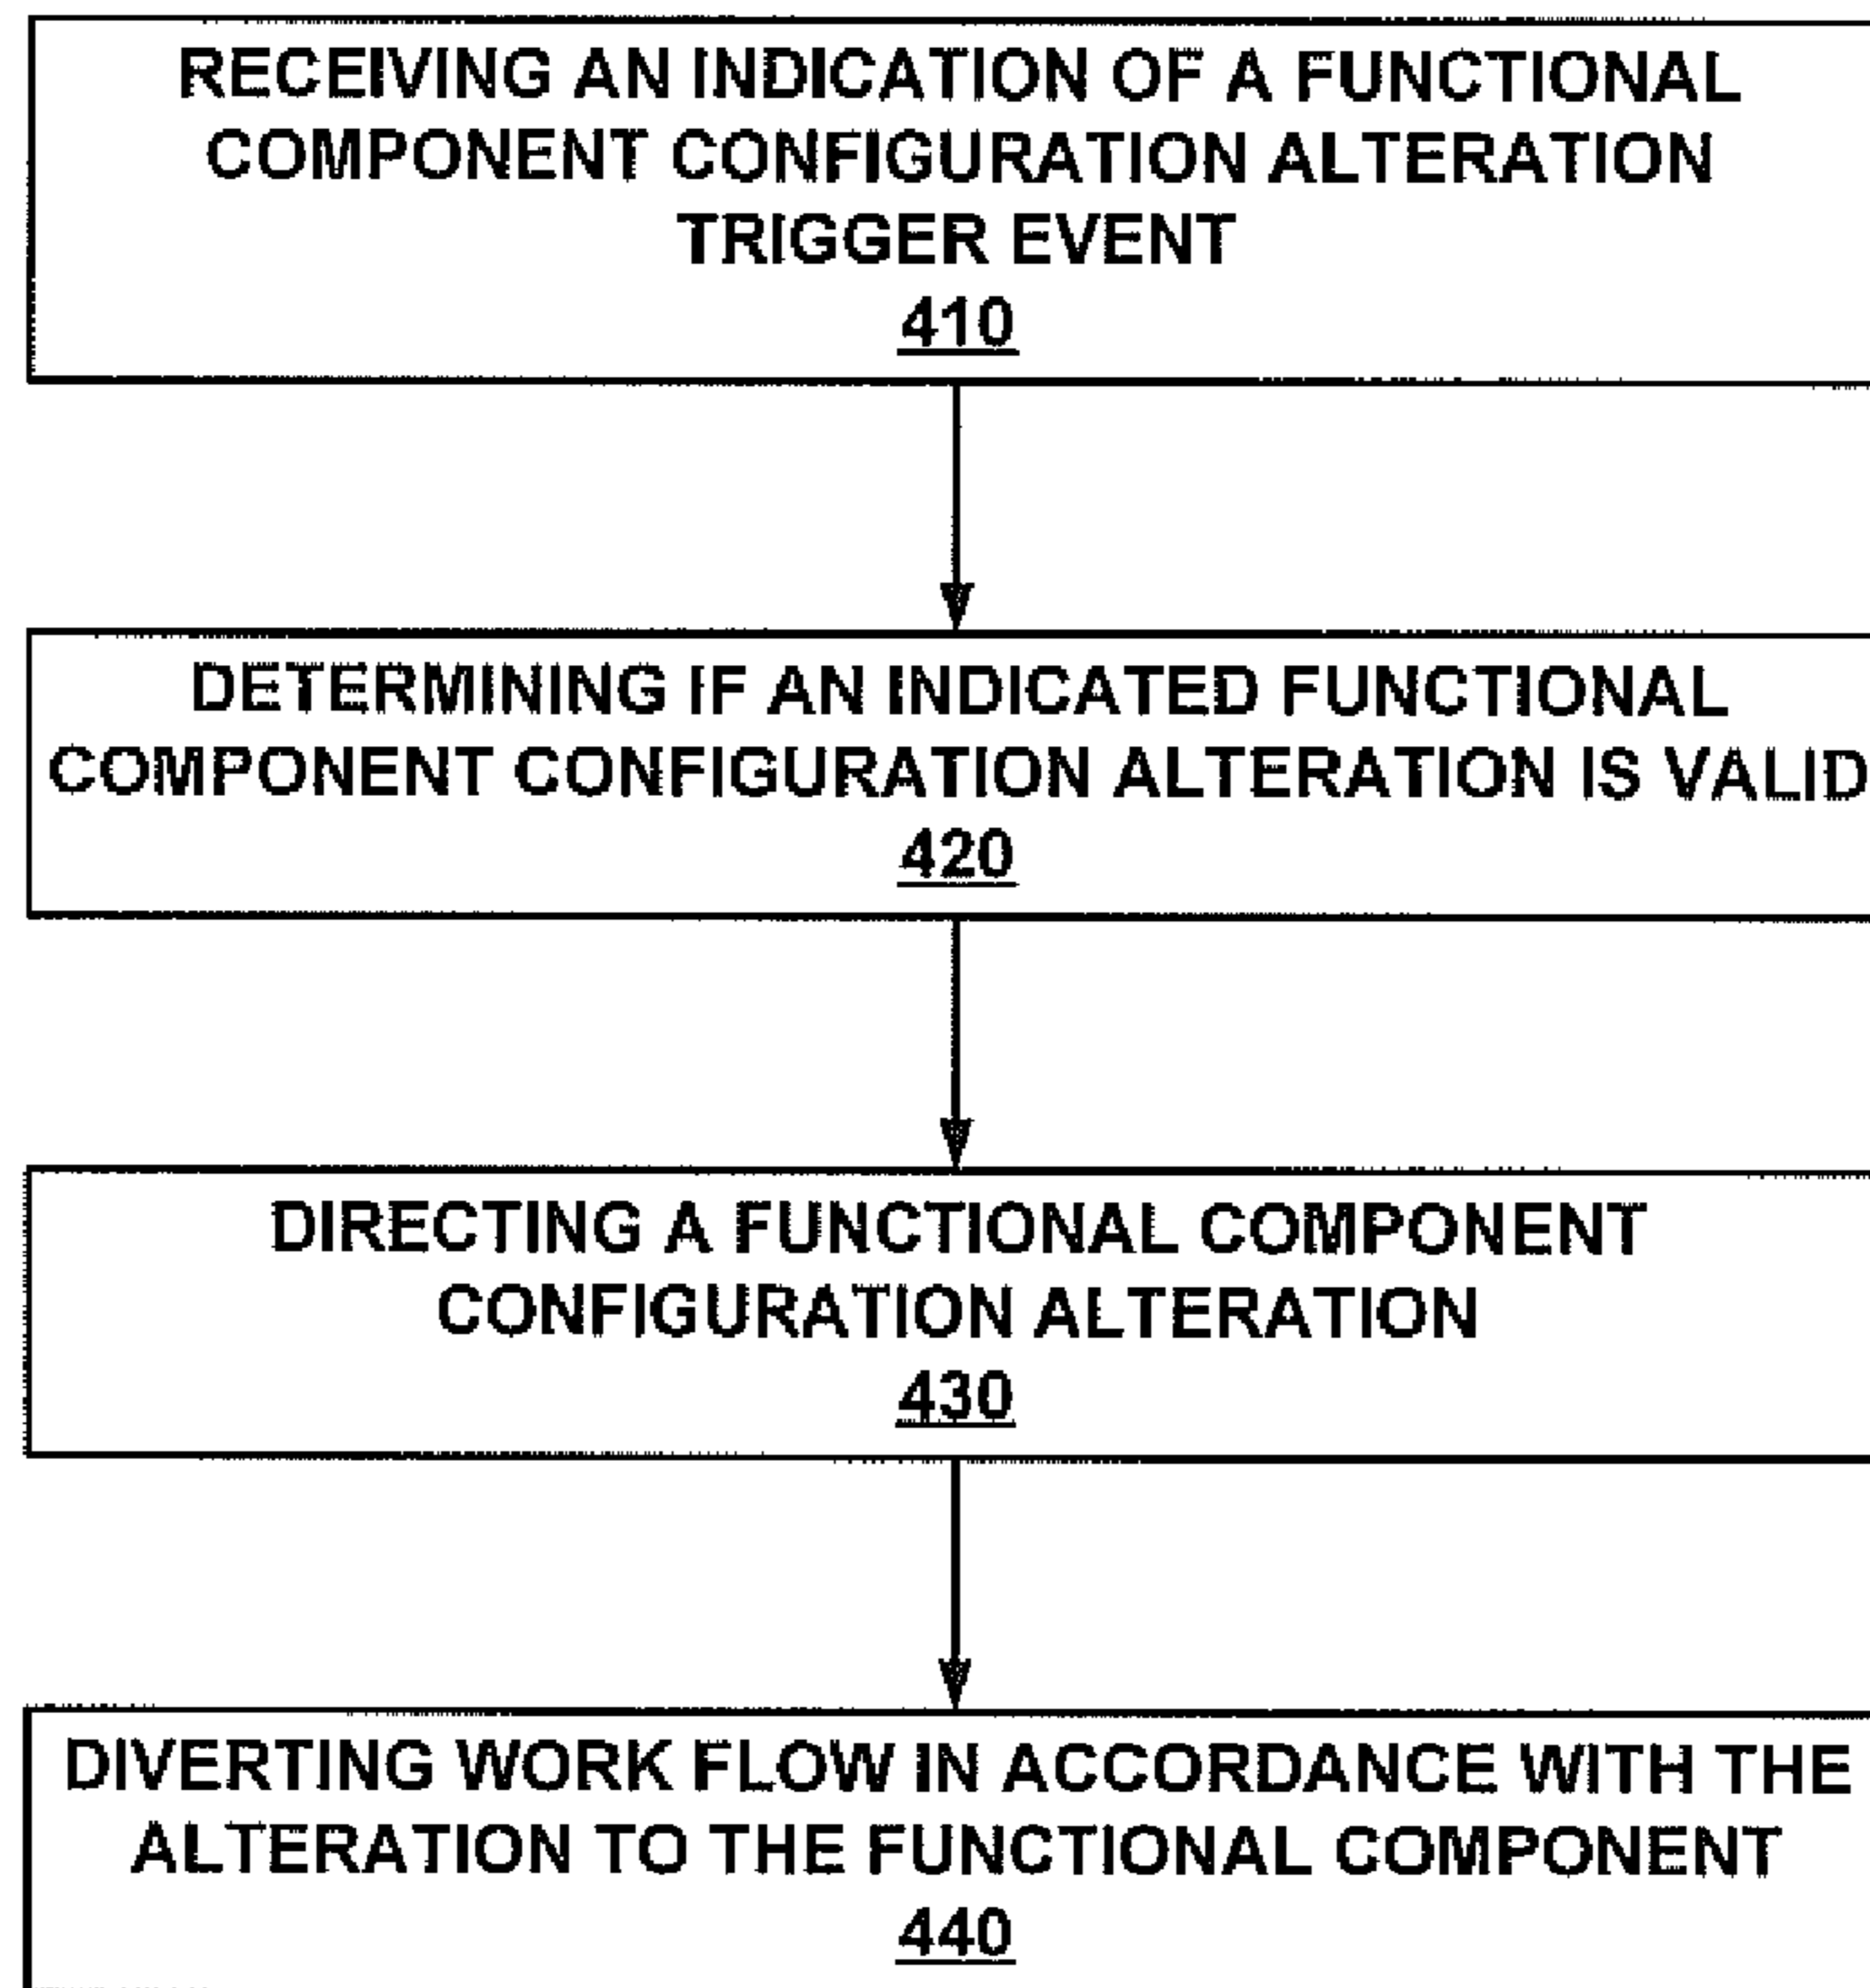 RECEIVING AN INDICATION OF A FUNCTIONAL
COMPONENT CONFIGURATION ALTERATION
TRIGGER EVENT
410
DETERMINING IF AN INDICATED FUNCTIONAL
COMPONENT CONFIGURATION ALTERATION IS VALID
420
DIRECTING A FUNCTIONAL COMPONENT
CONFIGURATION ALTERATION
430
DIVERTING WORK FLOW IN ACCORDANCE WITH THE
ALTERATION TO THE FUNCTIONAL COMPONENT
440